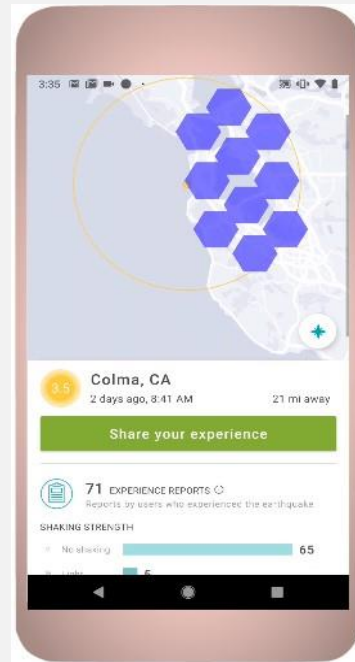 3:35
3.5
Colma, CA
2 days ago, 8:41 AM
21 mi away
Share your experience
71 EXPERIENCE REPORTS
Reports by users who experienced the earthquake
SHAKING STRENGTH
No shaking
65
Light
5